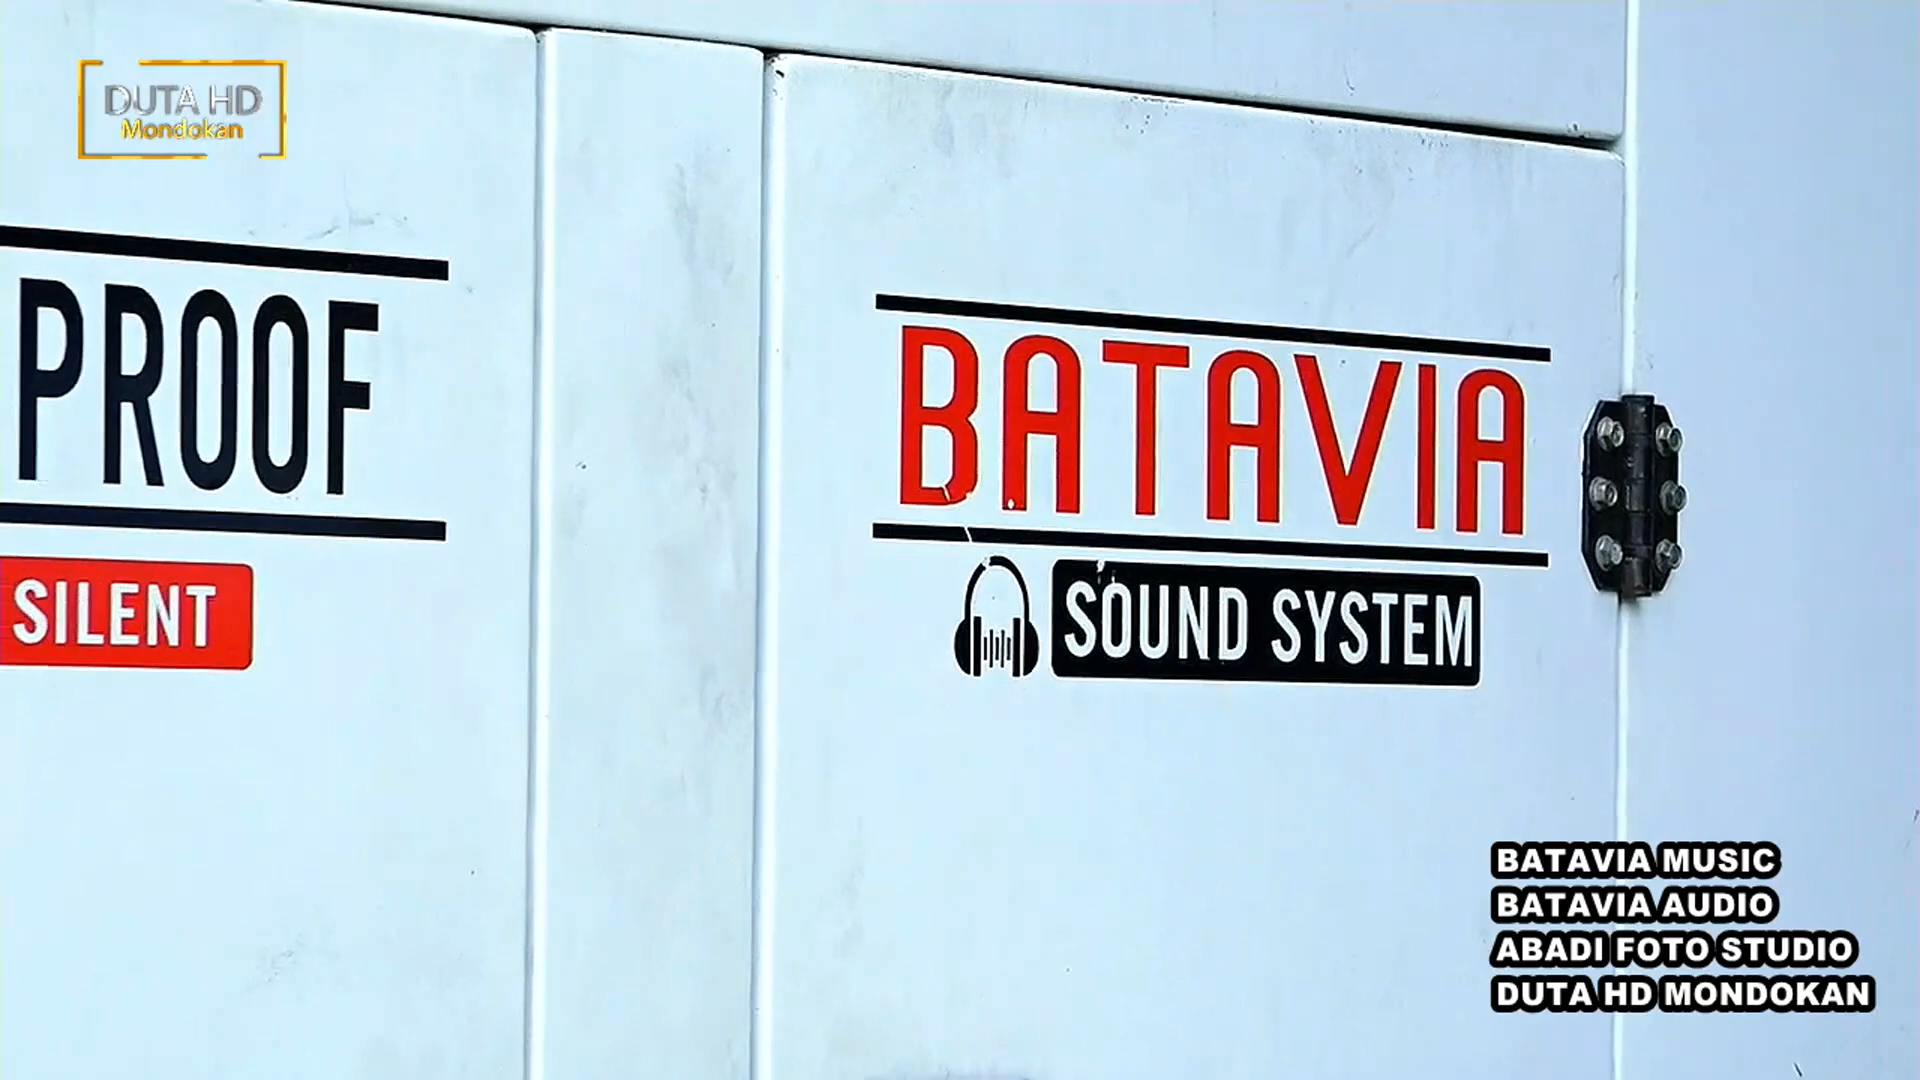 DUTA HD
Mondokan
PROOF
SILENT
BATAVIA
SOUND SYSTEM
BATAVIA MUSIC
BATAVIA AUDIO
ABADI FOTO STUDIO
DUTA HD MONDOKAN